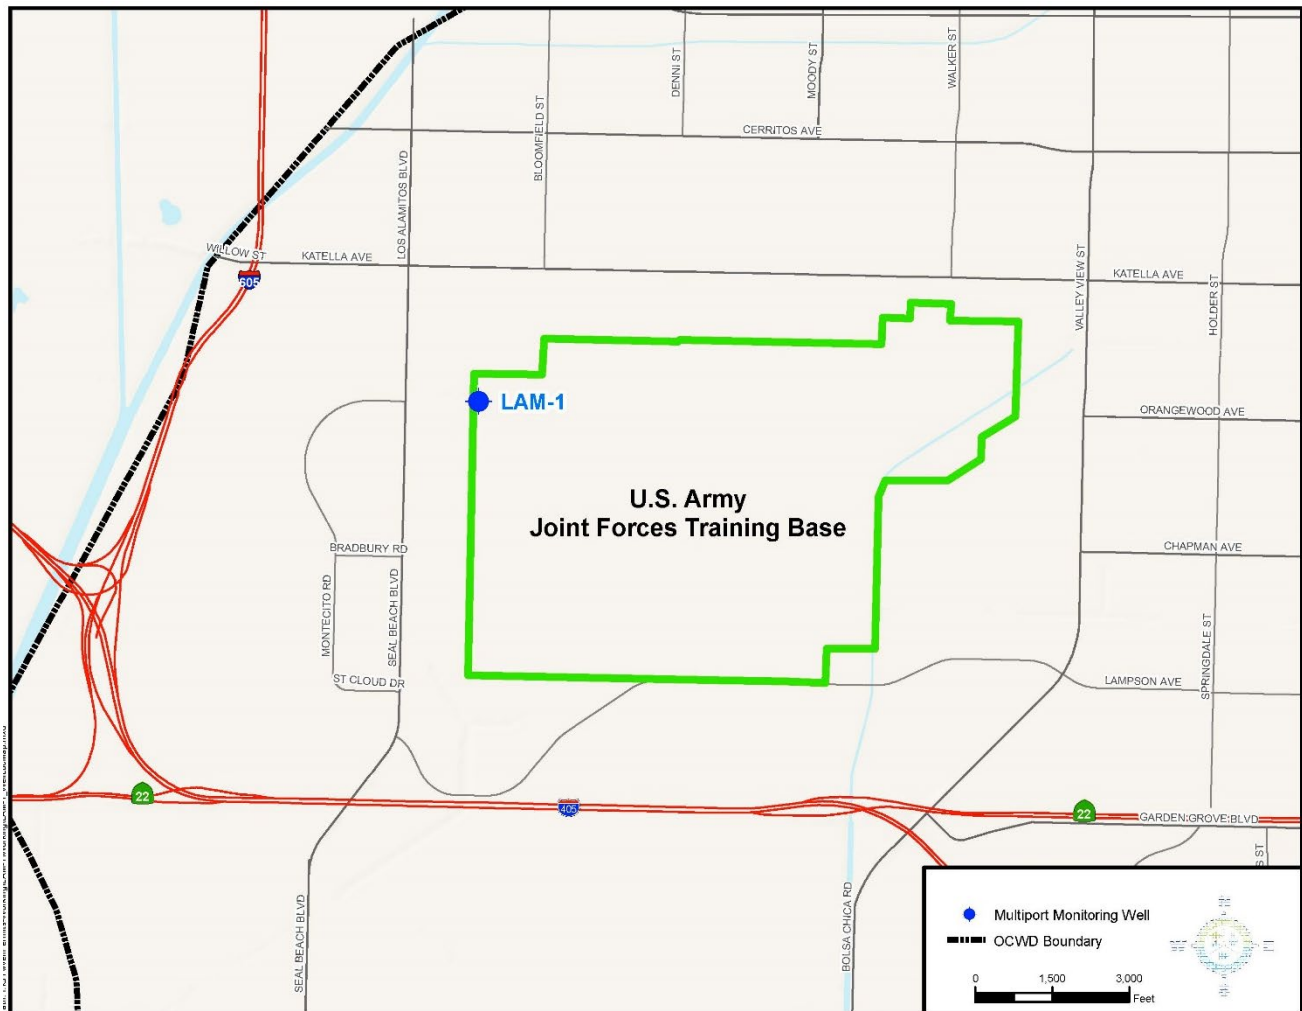 DENNI ST
MOODY ST
WALKER ST
BLOOMFIELD ST
CERRITOS AVE
LOS ALAMITOS BLVD
WILLOW ST
KATELLA AVE
605
KATELLA AVE
VALLEY VIEW ST
HOLDER ST
LAM-1
ORANGEWOOD AVE
U.S. Army
Joint Forces Training Base
BRADBURY RD
CHAPMAN AVE
MONTECITO RD
SEAL BEACH BLVD
ST CLOUD DR
LAMPSON AVE
SPRINGDALE ST
22
405
22
GARDEN GROVE BLVD
S ST
SEAL BEACH BLVD
BOLSA CHICA RD
Multiport Monitoring Well
OCWD Boundary
0 1,500 3,000
Feet
N
W E
S